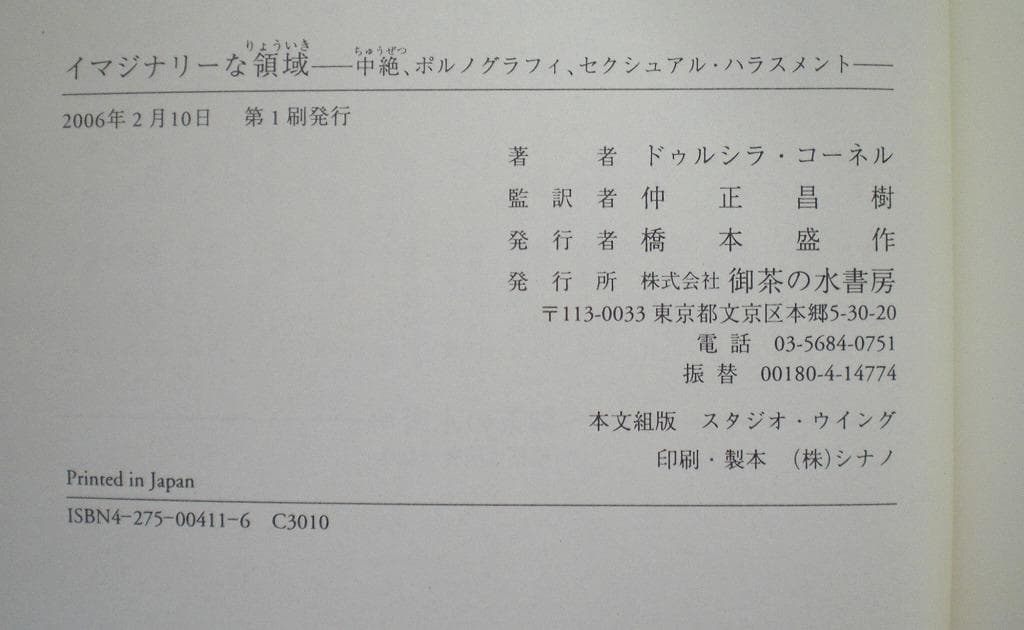 イマジナリーな領域――中絶、ポルノグラフィ、セクシュアル・ハラスメント――
2006年2月10日　第1刷発行
著者 ドゥルシラ・コーネル
監訳者 仲正昌樹
発行者 橋本盛作
発行所 株式会社 御茶の水書房
〒113-0033 東京都文京区本郷5-30-20
電話 03-5684-0751
振替 00180-4-14774
本文組版 スタジオ・ウイング
印刷・製本 (株)シナノ
Printed in Japan
ISBN4-275-00411-6 C3010